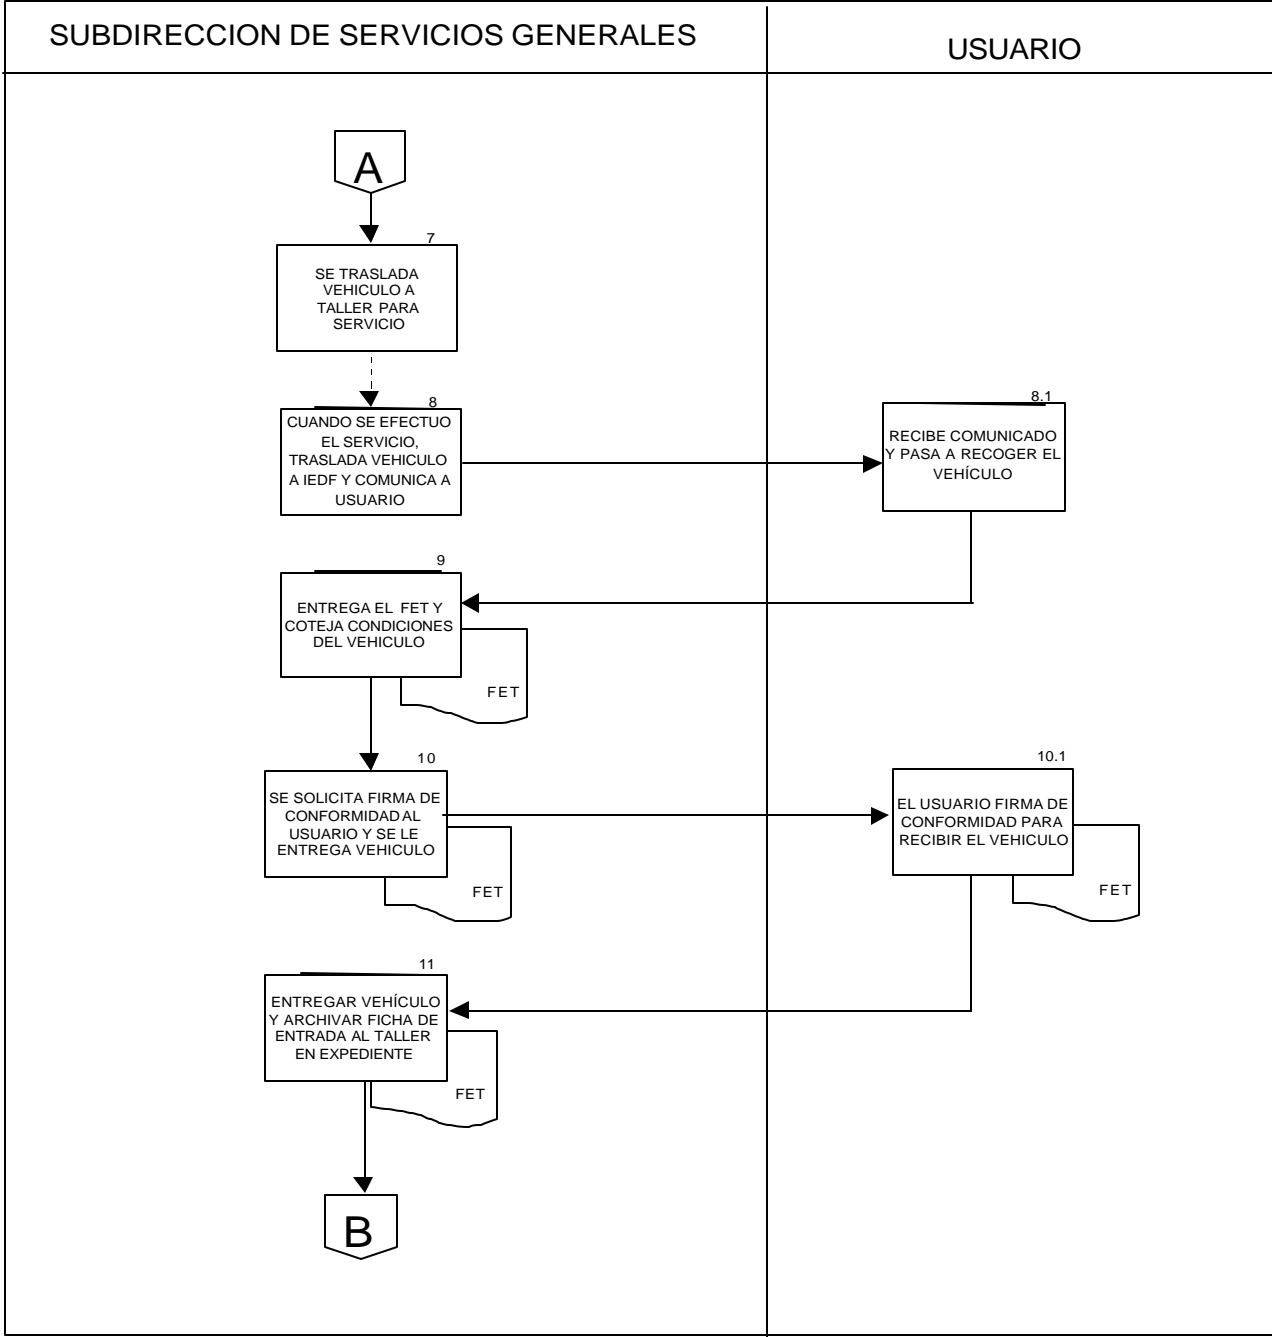 SUBDIRECCION DE SERVICIOS GENERALES
USUARIO
A
7
SE TRASLADA
VEHICULO A
TALLER PARA
SERVICIO
8
CUANDO SE EFECTUO
EL SERVICIO,
TRASLADA VEHICULO
A IEDF Y COMUNICA A
USUARIO
8.1
RECIBE COMUNICADO
Y PASA A RECOGER EL
VEHÍCULO
9
ENTREGA EL FET Y
COTEJA CONDICIONES
DEL VEHICULO
FET
10
SE SOLICITA FIRMA DE
CONFORMIDAD AL
USUARIO Y SE LE
ENTREGA VEHICULO
FET
10.1
EL USUARIO FIRMA DE
CONFORMIDAD PARA
RECIBIR EL VEHICULO
FET
11
ENTREGAR VEHÍCULO
Y ARCHIVAR FICHA DE
ENTRADA AL TALLER
EN EXPEDIENTE
FET
B